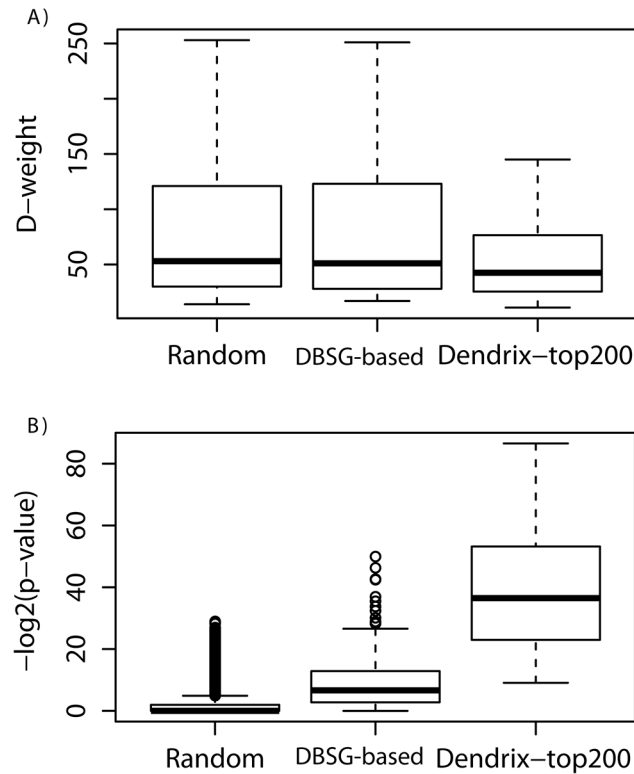 A)
250
150
50
D-weight
Random DBSG-based Dendrix-top200
B)
80
60
40
20
0
-log2(p-value)
Random DBSG-based Dendrix-top200